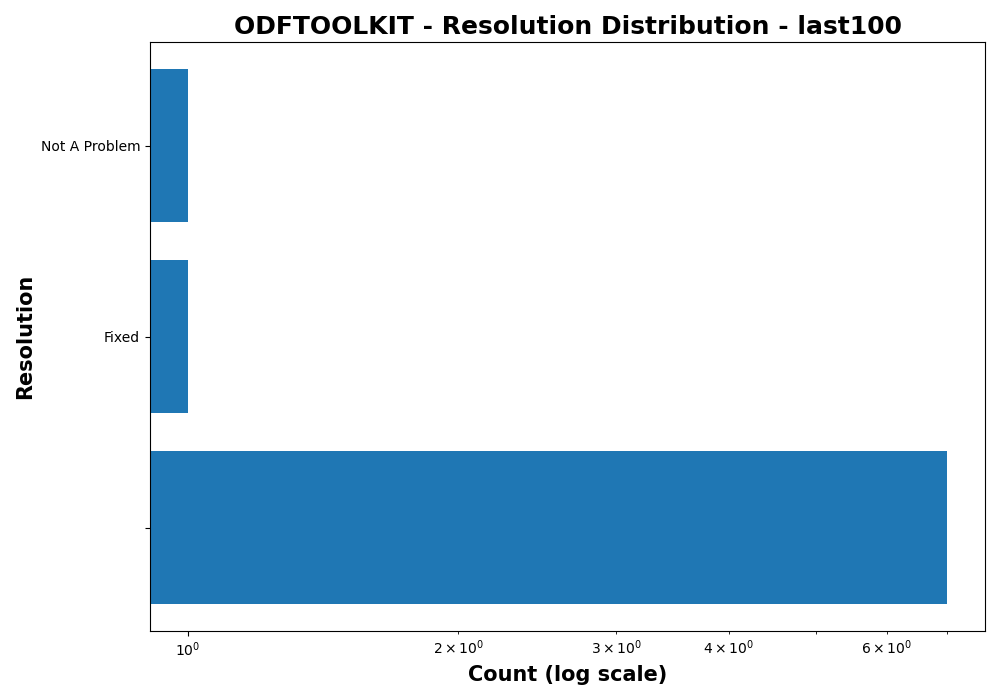 ODFTOOLKIT - Resolution Distribution - last100
Not A Problem
Fixed
Resolution
10⁰
2 × 10⁰
3 × 10⁰
4 × 10⁰
6 × 10⁰
Count (log scale)